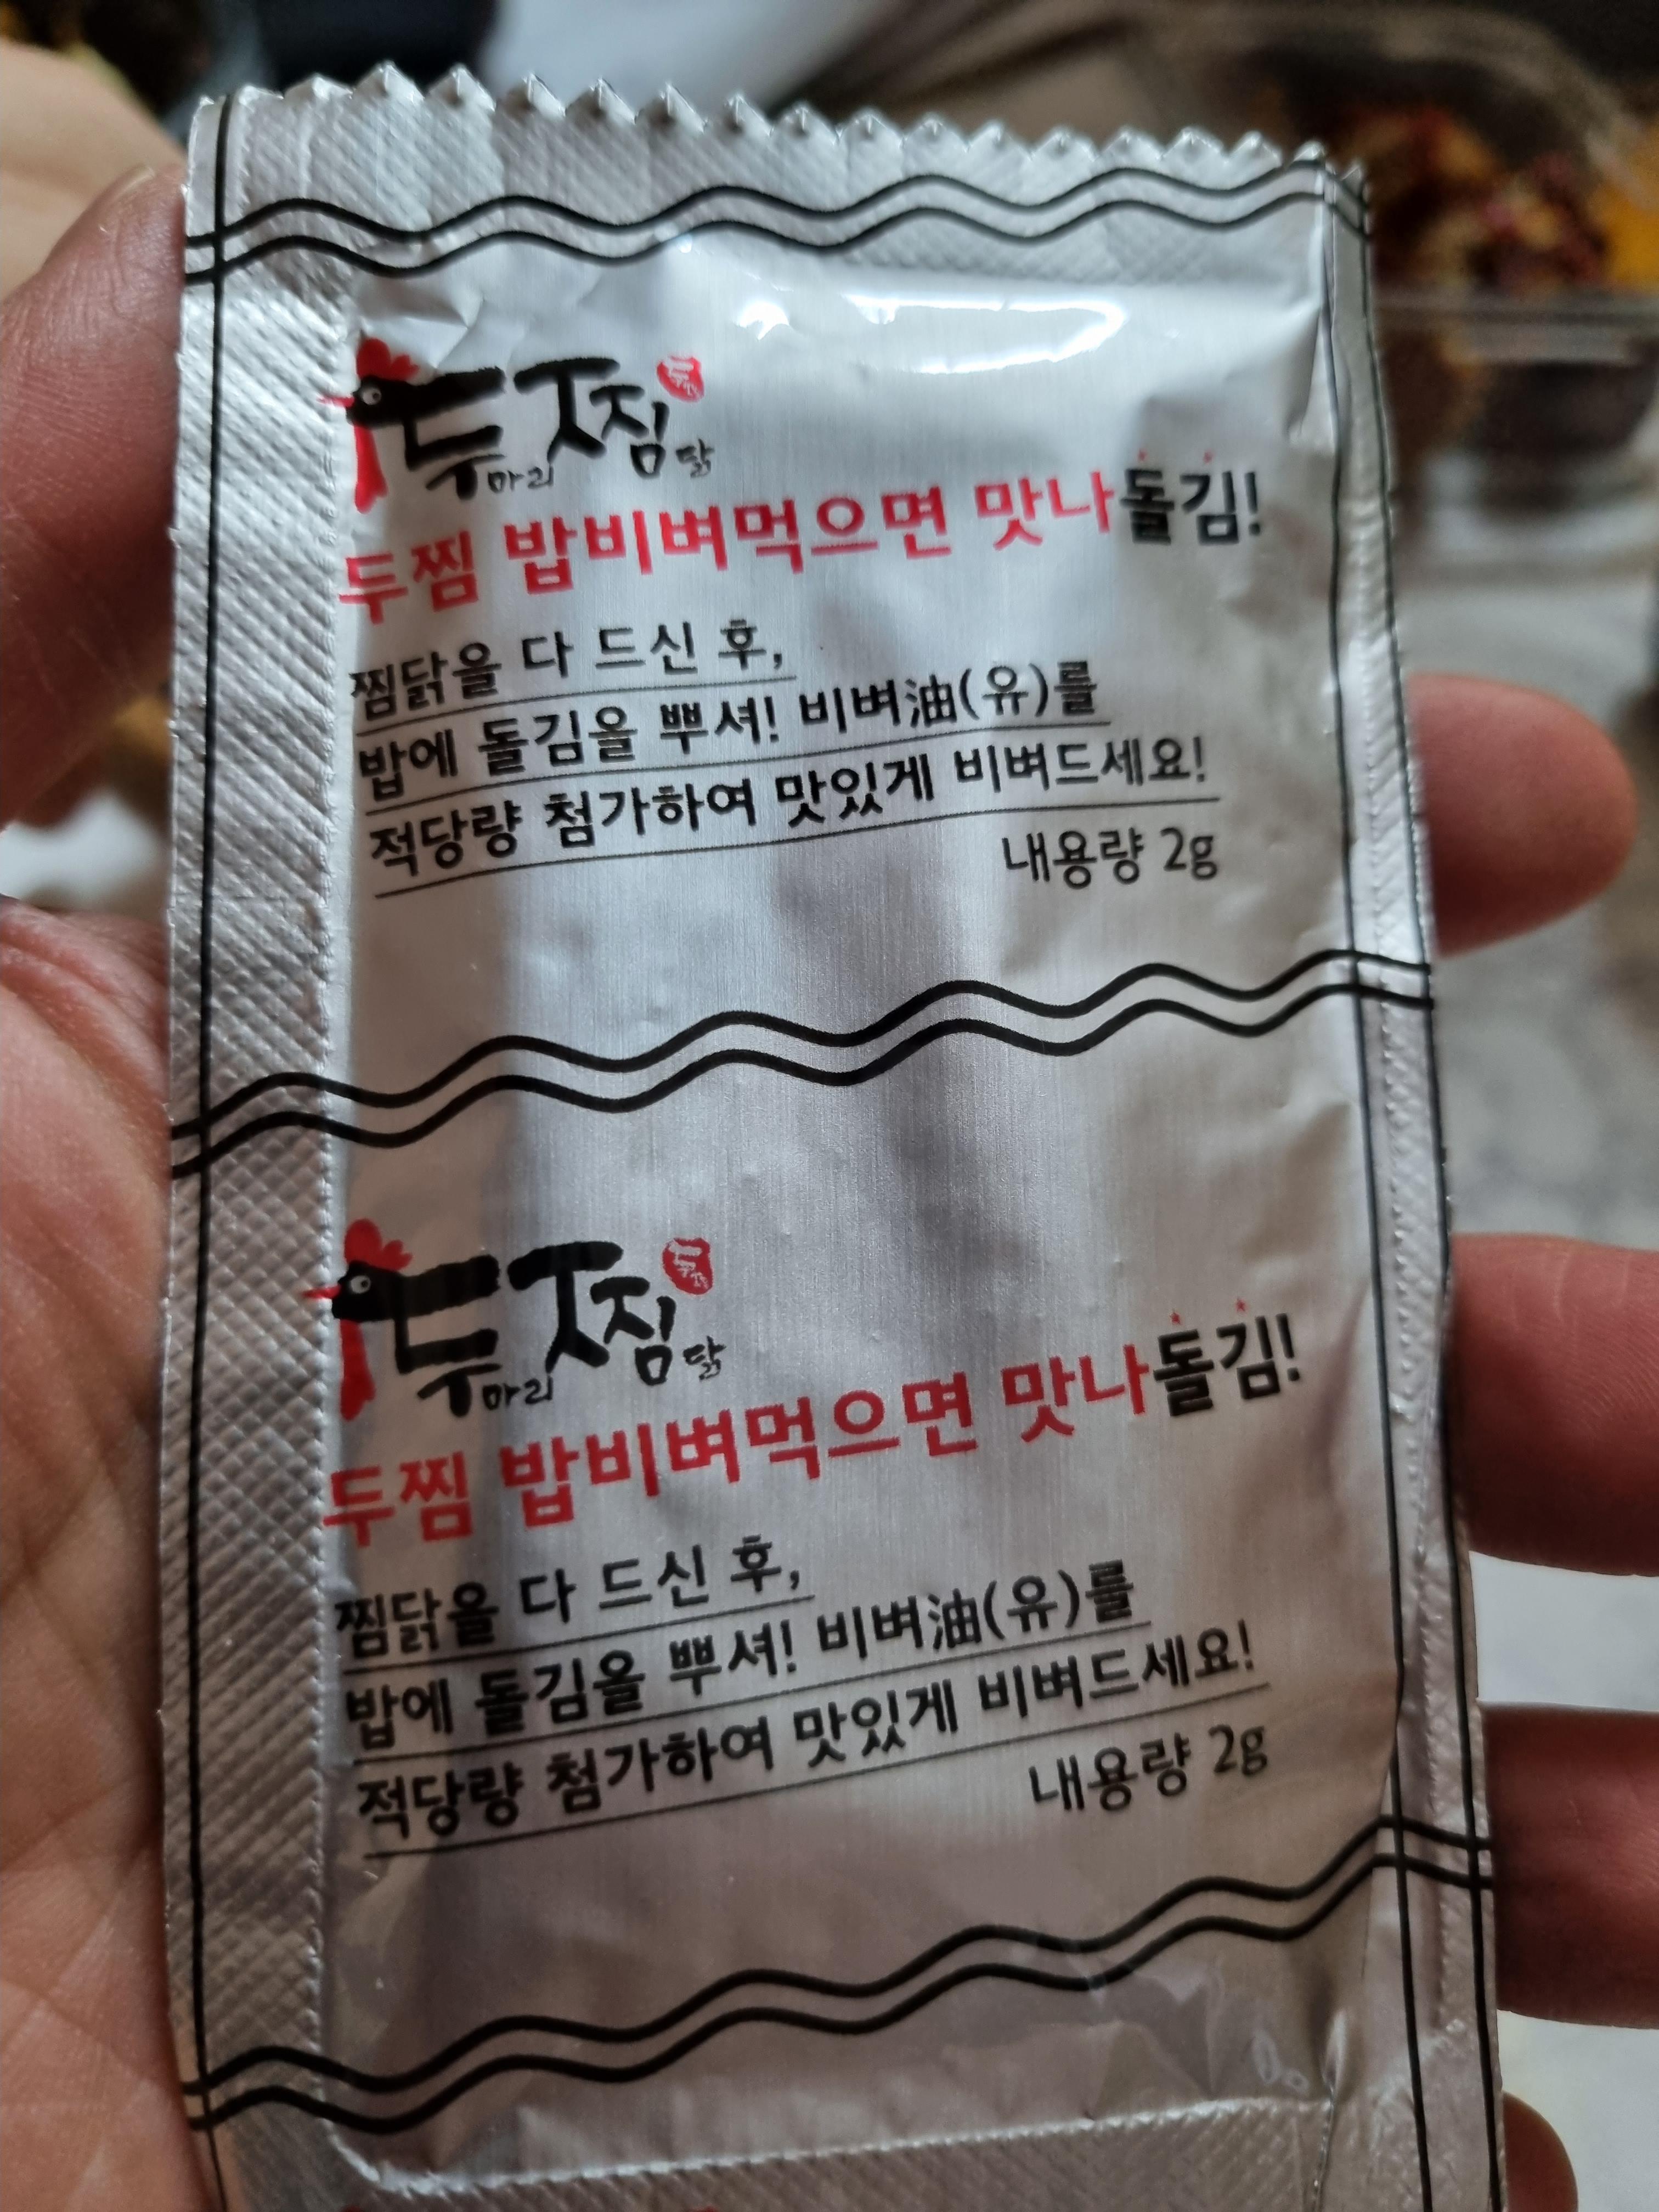 두찜
마리 닭
두찜 밥비벼먹으면 맛나돌김!
찜닭을 다 드신 후,
밥에 돌김을 뿌셔! 비벼油(유)를
적당량 첨가하여 맛있게 비벼드세요!
내용량 2g
두찜
마리 닭
두찜 밥비벼먹으면 맛나돌김!
찜닭을 다 드신 후,
밥에 돌김을 뿌셔! 비벼油(유)를
적당량 첨가하여 맛있게 비벼드세요!
내용량 2g